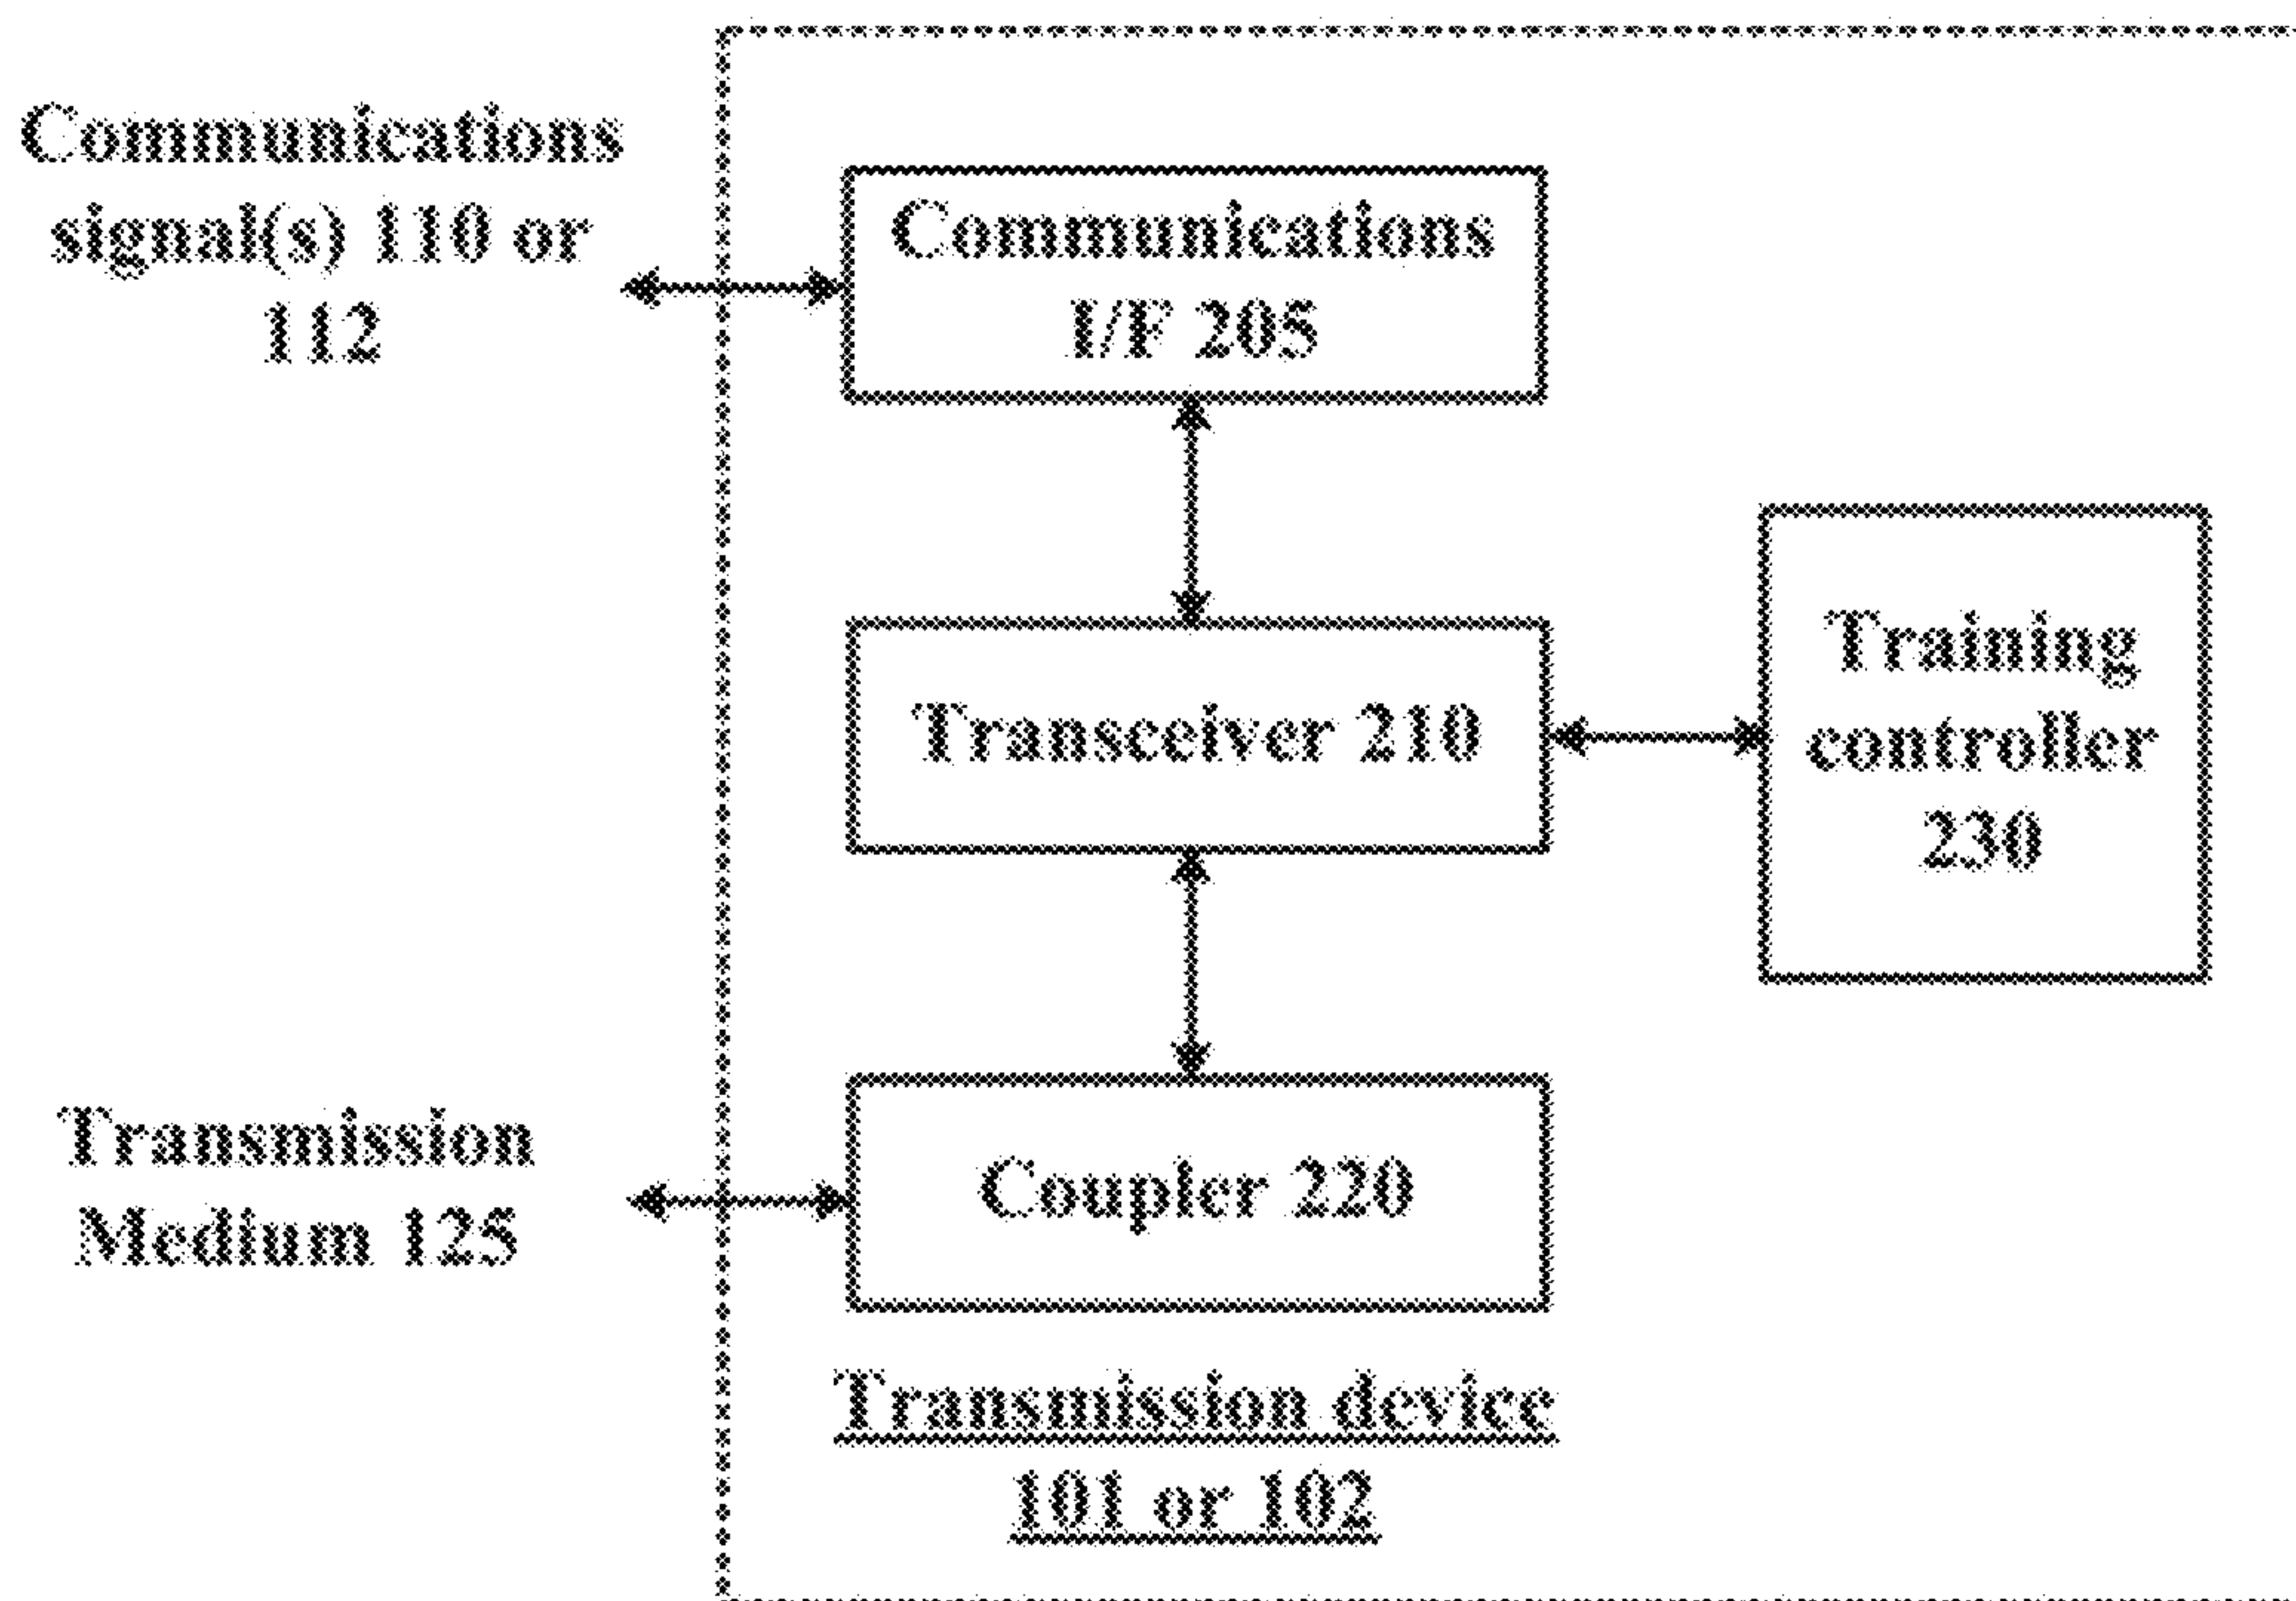 Communications
signal(s) 110 or
112
Communications
I/F 205
Transceiver 210
Training
controller
230
Transmission
Medium 125
Coupler 220
Transmission device
101 or 102